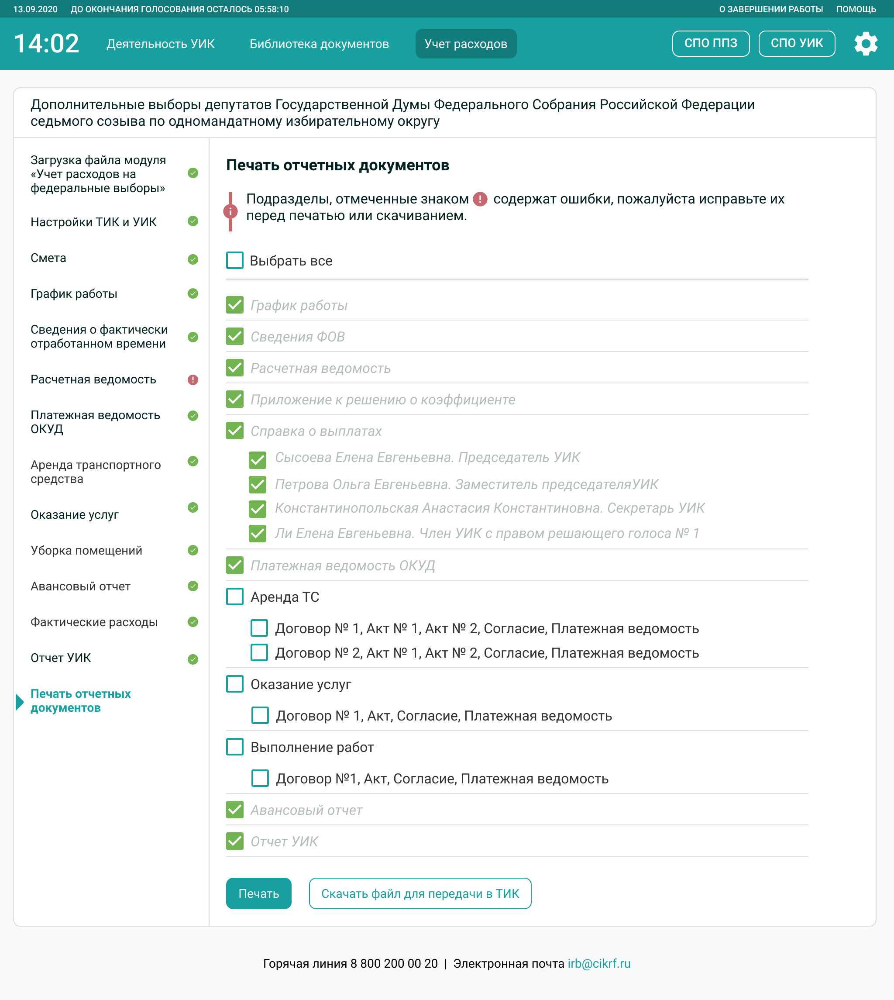 13.09.2020 ДО ОКОНЧАНИЯ ГОЛОСОВАНИЯ ОСТАЛОСЬ 05:58:10 О ЗАВЕРШЕНИИ РАБОТЫ ПОМОЩЬ
14:02 Деятельность УИК Библиотека документов Учет расходов СПО ППЗ СПО УИК
Дополнительные выборы депутатов Государственной Думы Федерального Собрания Российской Федерации
седьмого созыва по одномандатному избирательному округу
Загрузка файла модуля
«Учет расходов на
федеральные выборы»
Настройки ТИК и УИК
Смета
График работы
Сведения о фактически
отработанном времени
Расчетная ведомость
Платежная ведомость
ОКУД
Аренда транспортного
средства
Оказание услуг
Уборка помещений
Авансовый отчет
Фактические расходы
Отчет УИК
Печать отчетных
документов
Печать отчетных документов
Подразделы, отмеченные знаком ! содержат ошибки, пожалуйста исправьте их
перед печатью или скачиванием.
Выбрать все
График работы
Сведения ФОВ
Расчетная ведомость
Приложение к решению о коэффициенте
Справка о выплатах
Сысоева Елена Евгеньевна. Председатель УИК
Петрова Ольга Евгеньевна. Заместитель председателяУИК
Константинопольская Анастасия Константиновна. Секретарь УИК
Ли Елена Евгеньевна. Член УИК с правом решающего голоса № 1
Платежная ведомость ОКУД
Аренда ТС
Договор № 1, Акт № 1, Акт № 2, Согласие, Платежная ведомость
Договор № 2, Акт № 1, Акт № 2, Согласие, Платежная ведомость
Оказание услуг
Договор № 1, Акт, Согласие, Платежная ведомость
Выполнение работ
Договор №1, Акт, Согласие, Платежная ведомость
Авансовый отчет
Отчет УИК
Печать Скачать файл для передачи в ТИК
Горячая линия 8 800 200 00 20 | Электронная почта irb@cikrf.ru